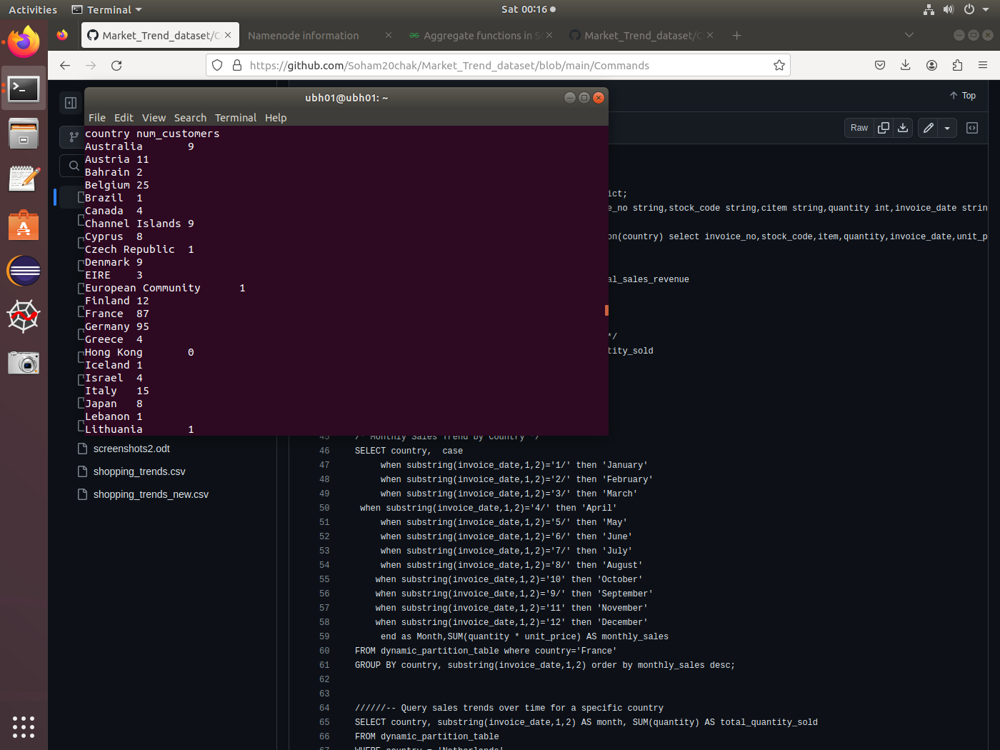 Activities
Terminal
Sat 00:16
Market_Trend_dataset/C
Namenode information
Aggregate functions in S
Market_Trend_dataset/C
https://github.com/Soham20chak/Market_Trend_dataset/blob/main/Commands
ubh01@ubh01: ~
File Edit View Search Terminal Help
country num_customers
Australia 9
Austria 11
Bahrain 2
Belgium 25
Brazil 1
Canada 4
Channel Islands 9
Cyprus 8
Czech Republic 1
Denmark 9
EIRE 3
European Community 1
Finland 12
France 87
Germany 95
Greece 4
Hong Kong 0
Iceland 1
Israel 4
Italy 15
Japan 8
Lebanon 1
Lithuania 1
Top
Raw
ict;
e_no string,stock_code string,citem string,quantity int,invoice_date strin
on(country) select invoice_no,stock_code,item,quantity,invoice_date,unit_p
al_sales_revenue
*/
tity_sold
screenshots2.odt
shopping_trends.csv
shopping_trends_new.csv
45 /* Monthly Sales Trend by Country */
46 SELECT country, case
47 when substring(invoice_date,1,2)='1/' then 'January'
48 when substring(invoice_date,1,2)='2/' then 'February'
49 when substring(invoice_date,1,2)='3/' then 'March'
50 when substring(invoice_date,1,2)='4/' then 'April'
51 when substring(invoice_date,1,2)='5/' then 'May'
52 when substring(invoice_date,1,2)='6/' then 'June'
53 when substring(invoice_date,1,2)='7/' then 'July'
54 when substring(invoice_date,1,2)='8/' then 'August'
55 when substring(invoice_date,1,2)='10' then 'October'
56 when substring(invoice_date,1,2)='9/' then 'September'
57 when substring(invoice_date,1,2)='11' then 'November'
58 when substring(invoice_date,1,2)='12' then 'December'
59 end as Month,SUM(quantity * unit_price) AS monthly_sales
60 FROM dynamic_partition_table where country='France'
61 GROUP BY country, substring(invoice_date,1,2) order by monthly_sales desc;
62
63
64 //////-- Query sales trends over time for a specific country
65 SELECT country, substring(invoice_date,1,2) AS month, SUM(quantity) AS total_quantity_sold
66 FROM dynamic_partition_table
67 WHERE country = 'Netherlands'